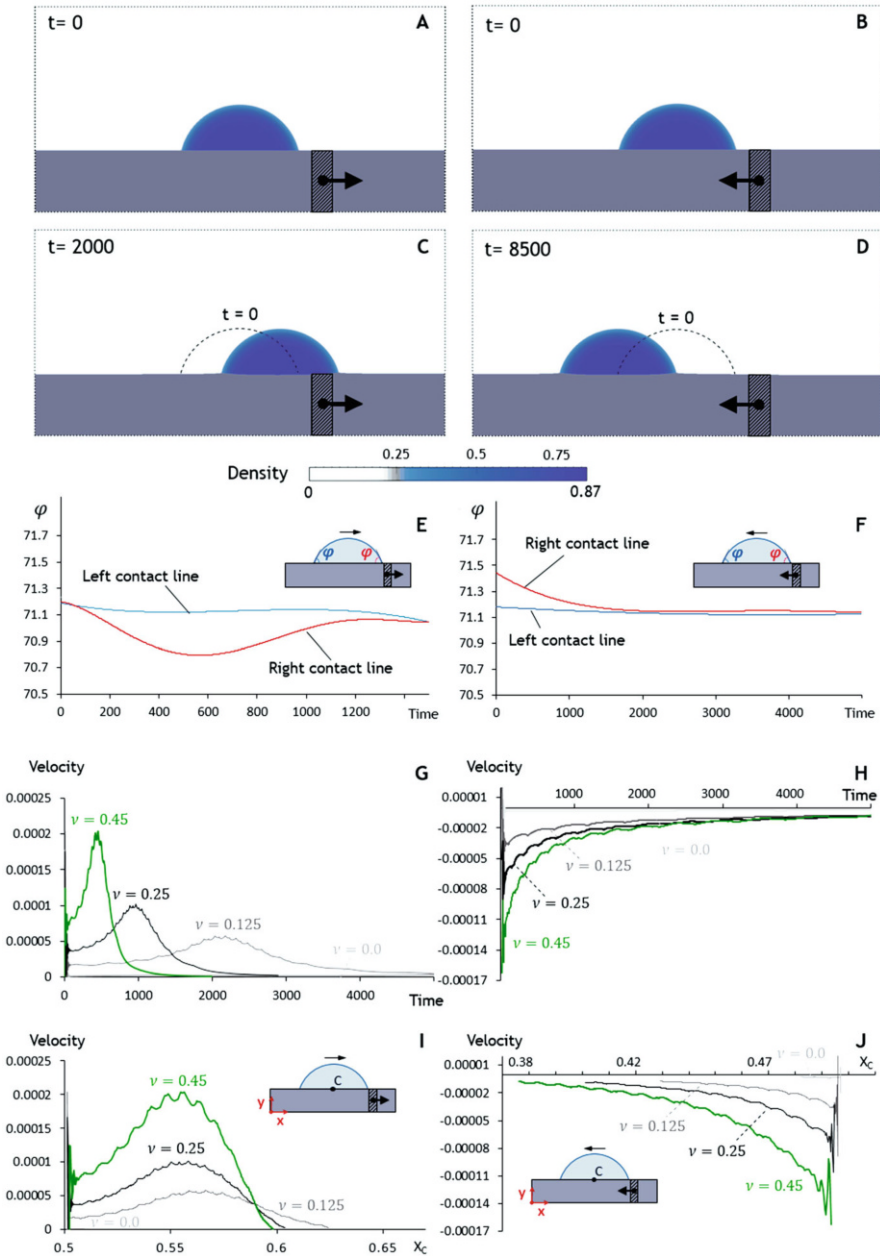 t= 0
A
t= 0
B
t= 2000
C
t= 0
t= 8500
D
t = 0
Density
0.25 0.5 0.75
0 0.87
E
φ
71.7
71.5
71.3
71.1
70.9
70.7
70.5
0 200 400 600 800 1000 1200
Time
Left contact line
Right contact line
φ φ
F
φ
71.7
71.5
71.3
71.1
70.9
70.7
70.5
0 1000 2000 3000 4000
Time
Right contact line
Left contact line
φ φ
Velocity
G
0.00025
0.0002
0.00015
0.0001
0.00005
0
0 1000 2000 3000 4000
Time
ν = 0.45
ν = 0.25
ν = 0.125
ν = 0.0
Velocity
H
1000 2000 3000 4000
Time
0.00001
-0.00002
-0.00005
-0.00008
-0.00011
-0.00014
-0.00017
ν = 0.0
ν = 0.125
ν = 0.25
ν = 0.45
Velocity
I
0.00025
0.0002
0.00015
0.0001
0.00005
0
0.5 0.55 0.6 0.65
Xc
ν = 0.45
ν = 0.25
ν = 0.125
ν = 0.0
C
y
x
Velocity
J
0.38 0.42 0.47
Xc
0.00001
-0.00002
-0.00005
-0.00008
-0.00011
-0.00014
-0.00017
ν = 0.0
ν = 0.125
ν = 0.25
ν = 0.45
C
y
x